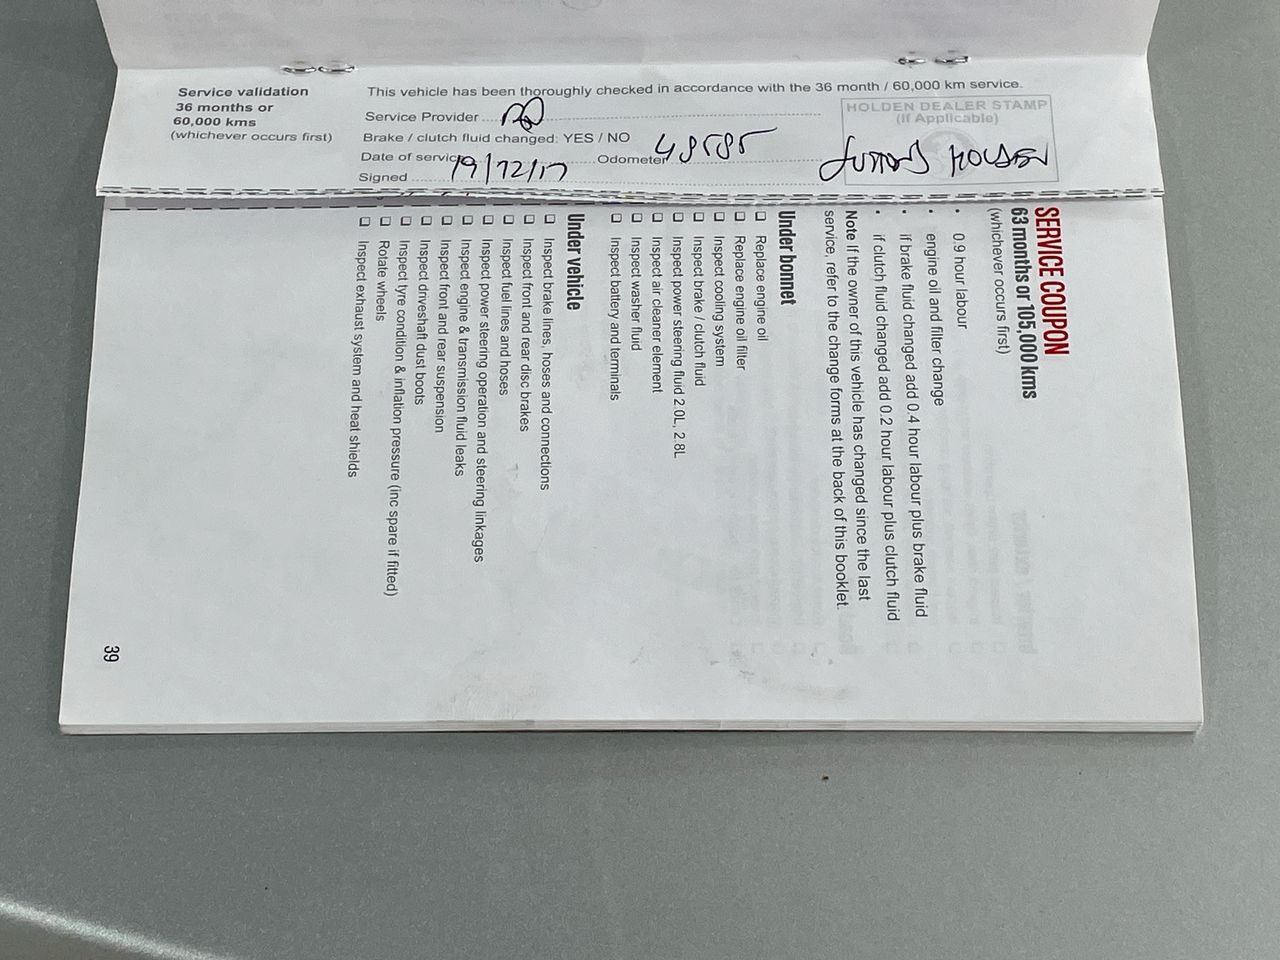 Service validation
36 months or
60,000 kms
(whichever occurs first)
This vehicle has been thoroughly checked in accordance with the 36 month / 60,000 km service.
Service Provider
Brake / clutch fluid changed: YES / NO
Date of servic 19/12/17 Odometer 48585
Signed
HOLDEN DEALER STAMP
(If Applicable)
SUTTONS HOLDEN
SERVICE COUPON
63 months or 105,000 kms
(whichever occurs first)
• 0.9 hour labour
• engine oil and filter change
• if brake fluid changed add 0.4 hour labour plus brake fluid
• if clutch fluid changed add 0.2 hour labour plus clutch fluid
Note If the owner of this vehicle has changed since the last
service, refer to the change forms at the back of this booklet.
Under bonnet
❏ Replace engine oil
❏ Replace engine oil filter
❏ Inspect cooling system
❏ Inspect brake / clutch fluid
❏ Inspect power steering fluid 2.0L, 2.8L
❏ Inspect air cleaner element
❏ Inspect washer fluid
❏ Inspect battery and terminals
Under vehicle
❏ Inspect brake lines, hoses and connections
❏ Inspect front and rear disc brakes
❏ Inspect fuel lines and hoses
❏ Inspect power steering operation and steering linkages
❏ Inspect engine & transmission fluid leaks
❏ Inspect front and rear suspension
❏ Inspect driveshaft dust boots
❏ Inspect tyre condition & inflation pressure (inc spare if fitted)
❏ Rotate wheels
❏ Inspect exhaust system and heat shields
39